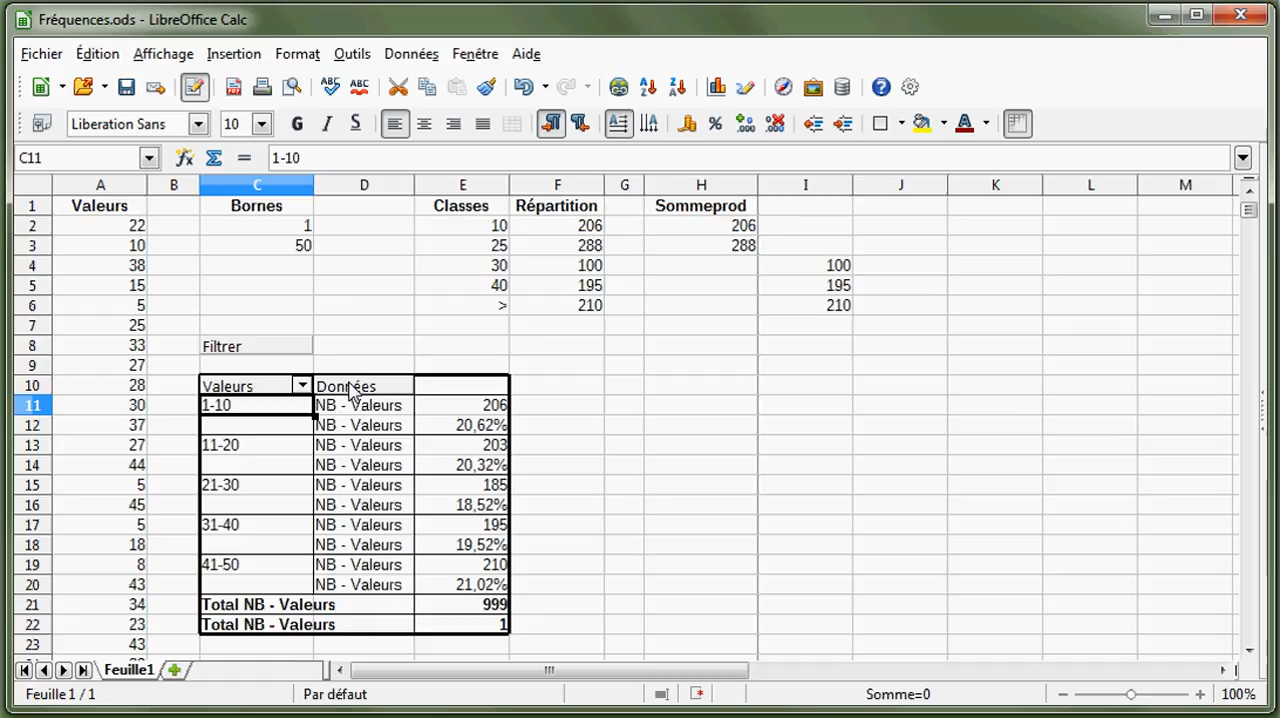 Fréquences.ods - LibreOffice Calc
Fichier Édition Affichage Insertion Format Outils Données Fenêtre Aide
ABC ABC
Liberation Sans 10 G I S %
C11 fx Σ = 1-10
A B C D E F G H I J K L M
1 Valeurs Bornes Classes Répartition Sommeprod
2 22 1 10 206 206
3 10 50 25 288 288
4 38 30 100 100
5 15 40 195 195
6 5 > 210 210
7 25
8 33 Filtrer
9 27
10 28 Valeurs Données
11 30 1-10 NB - Valeurs 206
12 37 NB - Valeurs 20,62%
13 27 11-20 NB - Valeurs 203
14 44 NB - Valeurs 20,32%
15 5 21-30 NB - Valeurs 185
16 45 NB - Valeurs 18,52%
17 5 31-40 NB - Valeurs 195
18 18 NB - Valeurs 19,52%
19 8 41-50 NB - Valeurs 210
20 43 NB - Valeurs 21,02%
21 34 Total NB - Valeurs 999
22 23 Total NB - Valeurs 1
23 43
Feuille1
Feuille 1 / 1 Par défaut Somme=0 100%